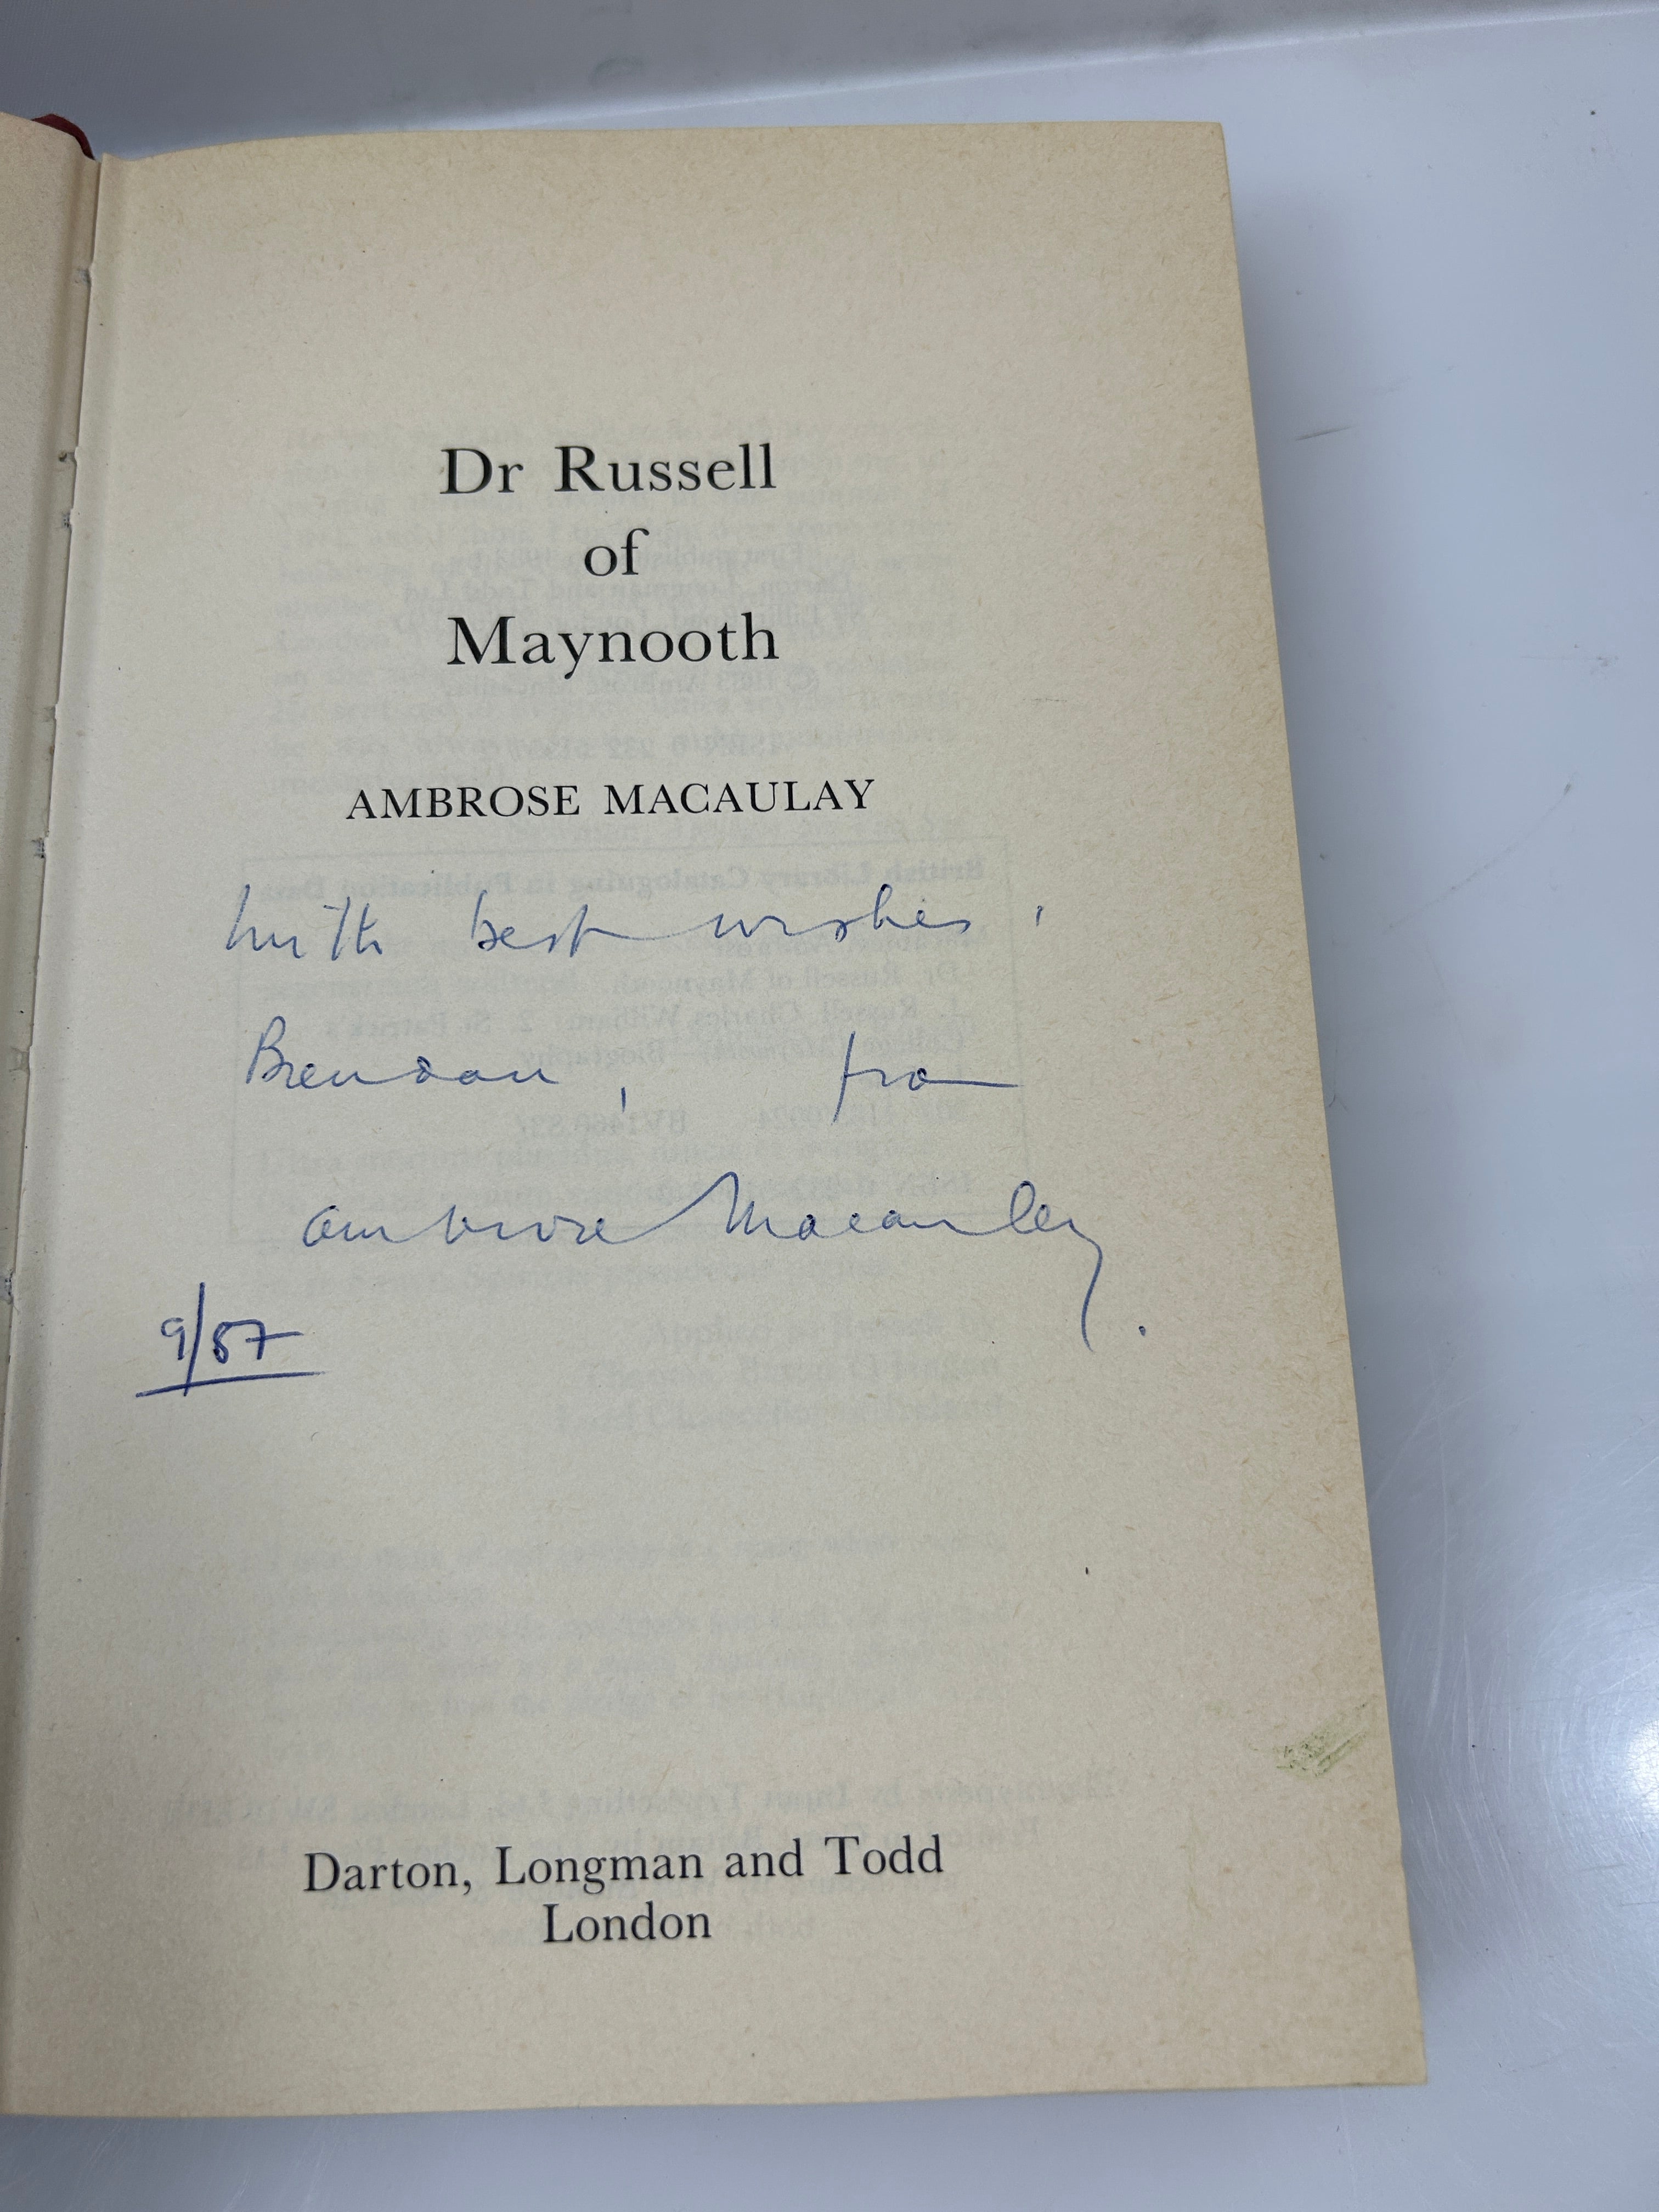 Dr Russell
of
Maynooth
AMBROSE MACAULAY
With best wishes,
Brendan, from
Ambrose Macaulay.
9/87
Darton, Longman and Todd
London